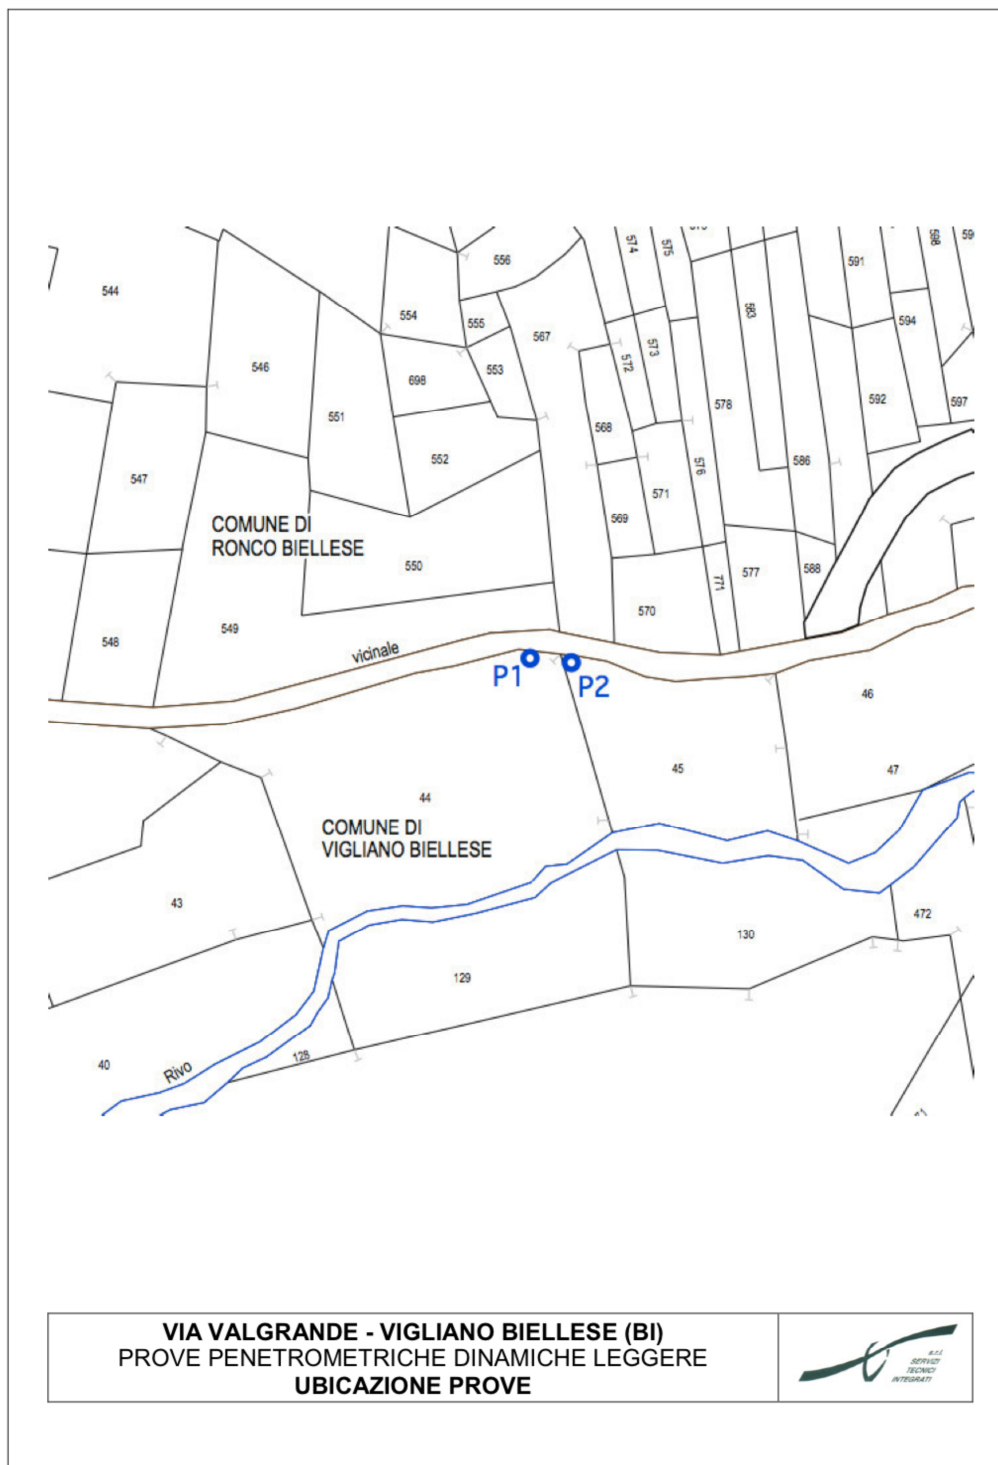 556
574
575
598
591
544
554
555
567
583
594
546
573
572
553
698
578
592
597
551
568
552
586
576
547
571
569
COMUNE DI
RONCO BIELLESE
550
577
588
771
570
549
548
vicinale
P1
P2
46
45
47
44
COMUNE DI
VIGLIANO BIELLESE
43
472
130
129
128
40
Rivo
VIA VALGRANDE - VIGLIANO BIELLESE (BI)
PROVE PENETROMETRICHE DINAMICHE LEGGERE
UBICAZIONE PROVE
s.r.l.
SERVIZI
TECNICI
INTEGRATI